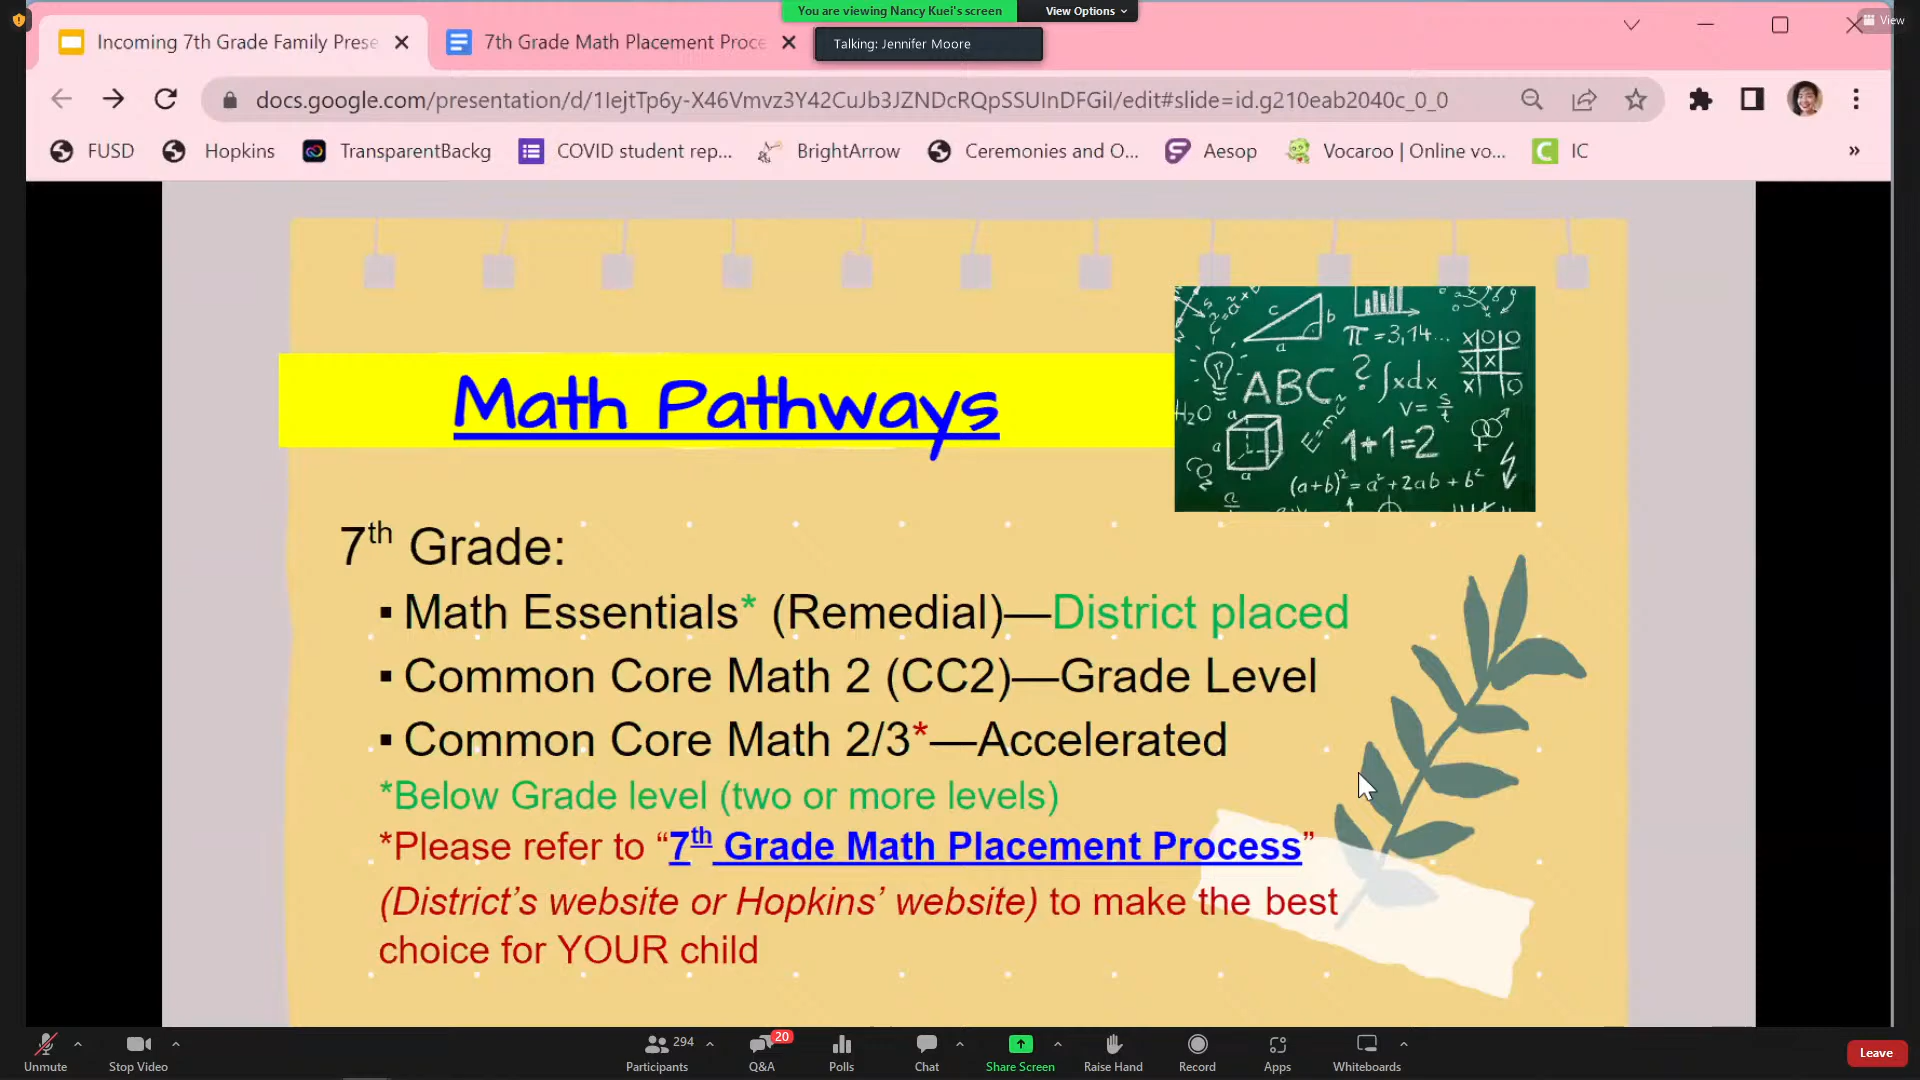 You are viewing Nancy Kuei's screen
View Options
View
Incoming 7th Grade Family Prese
7th Grade Math Placement Proce
Talking: Jennifer Moore
docs.google.com/presentation/d/1IejtTp6y-X46Vmvz3Y42CuJb3JZNDcRQpSSUInDFGiI/edit#slide=id.g210eab2040c_0_0
FUSD
Hopkins
TransparentBackg
COVID student rep...
BrightArrow
Ceremonies and O...
Aesop
Vocaroo | Online vo...
IC
»
c
b
a
π = 3,14...
X|O|O
X|X
X| |O
ABC
? ∫xdx
V = s/t
H₂O
E=mc²
1+1=2
a
a
a
(a+b)² = a² + 2ab + b²
Math Pathways
7th Grade:
▪ Math Essentials* (Remedial)—District placed
▪ Common Core Math 2 (CC2)—Grade Level
▪ Common Core Math 2/3*—Accelerated
*Below Grade level (two or more levels)
*Please refer to “7th Grade Math Placement Process”
(District’s website or Hopkins’ website) to make the best
choice for YOUR child
Unmute
Stop Video
294
Participants
20
Q&A
Polls
Chat
Share Screen
Raise Hand
Record
Apps
Whiteboards
Leave